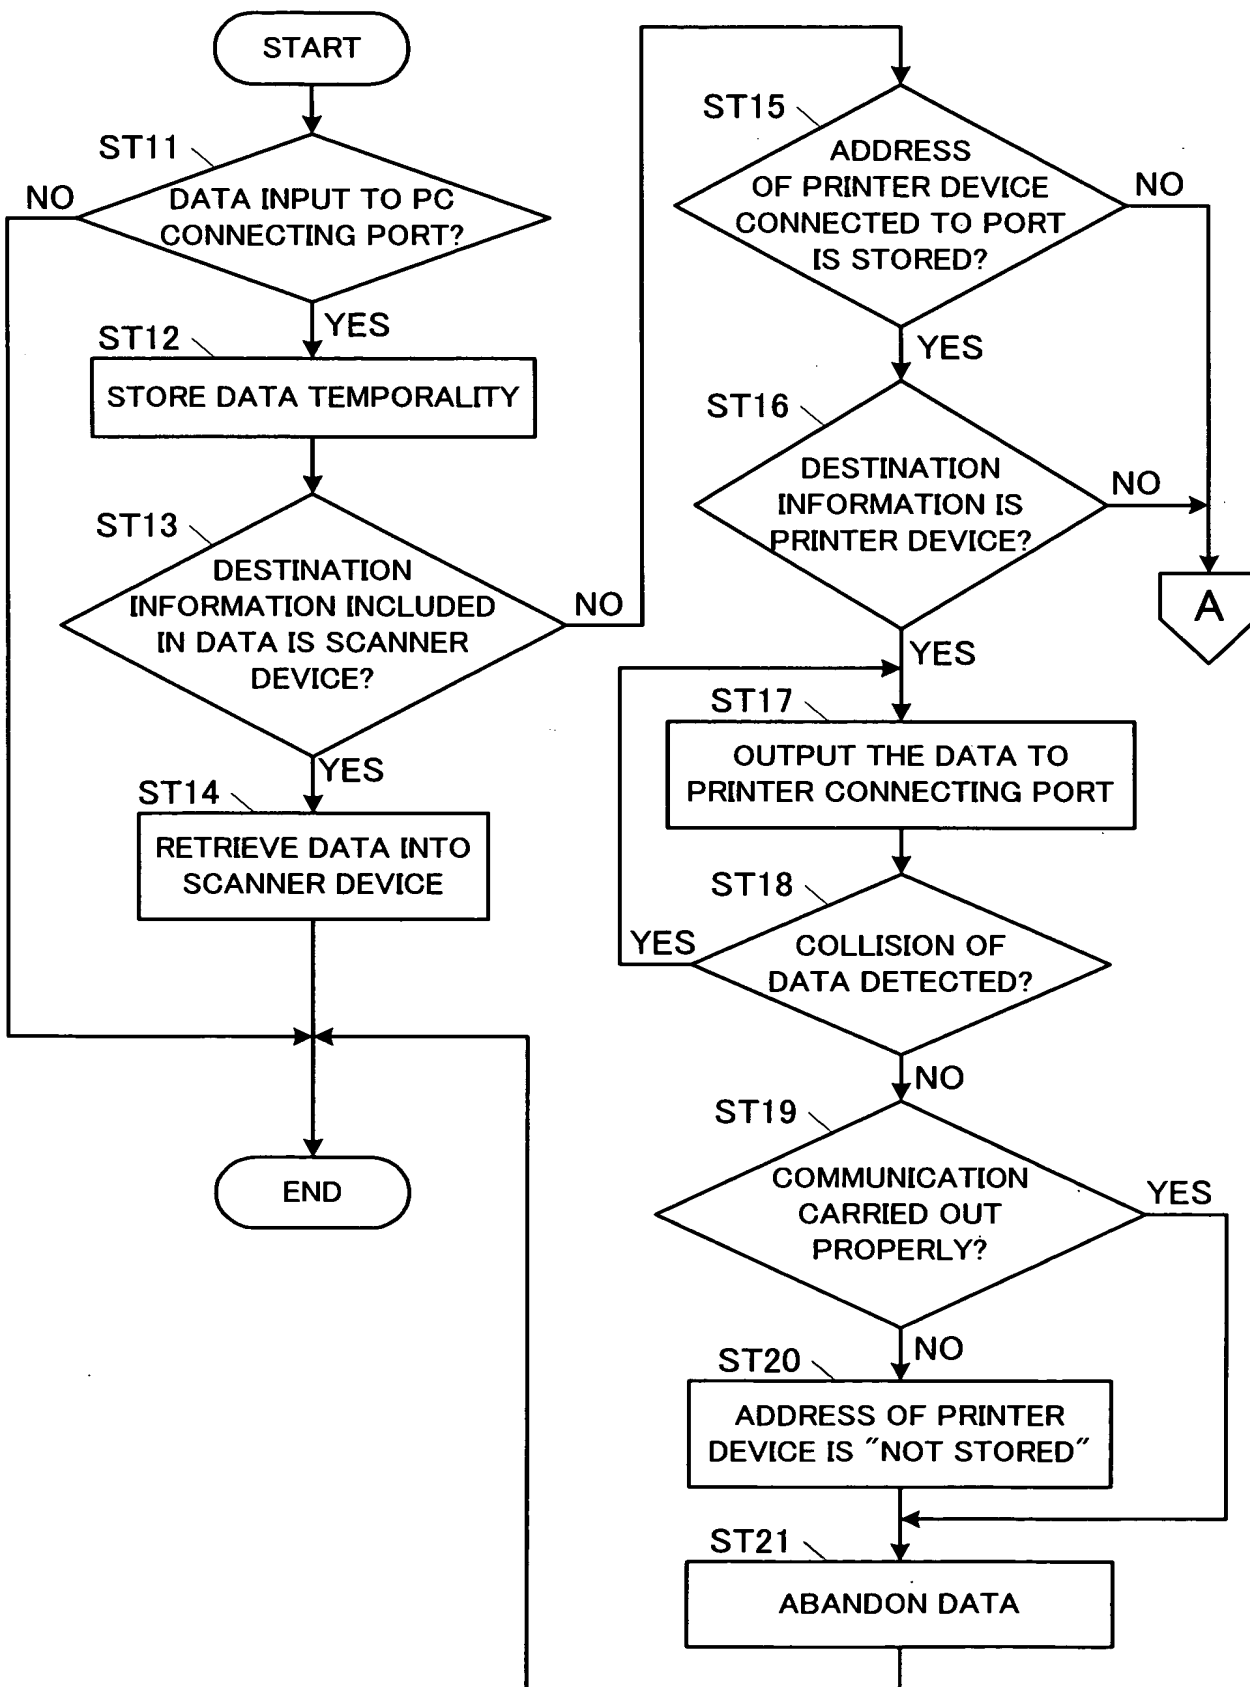 START
ST11
NO
DATA INPUT TO PC
CONNECTING PORT?
YES
ST12
STORE DATA TEMPORALITY
ST13
DESTINATION
INFORMATION INCLUDED
IN DATA IS SCANNER
DEVICE?
NO
YES
ST14
RETRIEVE DATA INTO
SCANNER DEVICE
END
ST15
ADDRESS
OF PRINTER DEVICE
CONNECTED TO PORT
IS STORED?
NO
YES
ST16
DESTINATION
INFORMATION IS
PRINTER DEVICE?
NO
A
YES
ST17
OUTPUT THE DATA TO
PRINTER CONNECTING PORT
ST18
YES
COLLISION OF
DATA DETECTED?
NO
ST19
COMMUNICATION
CARRIED OUT
PROPERLY?
YES
NO
ST20
ADDRESS OF PRINTER
DEVICE IS "NOT STORED"
ST21
ABANDON DATA